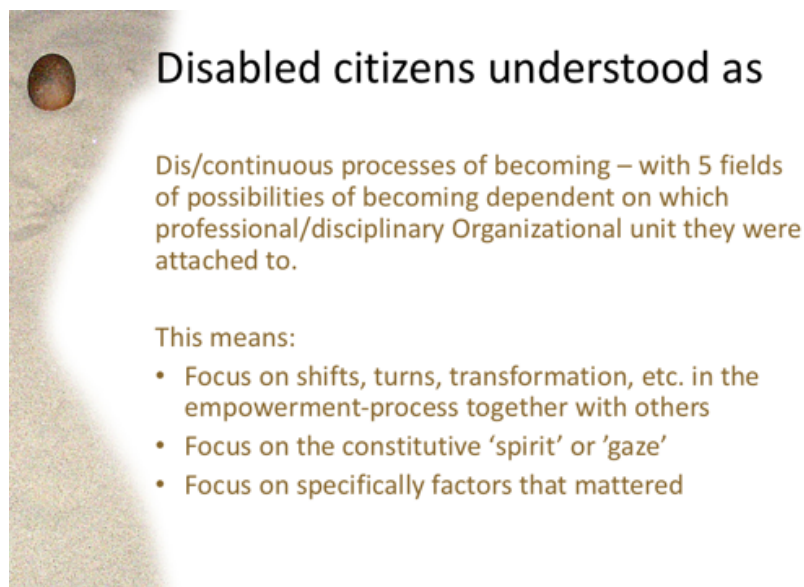 Disabled citizens understood as
Dis/continuous processes of becoming – with 5 fields
of possibilities of becoming dependent on which
professional/disciplinary Organizational unit they were
attached to.
This means:
• Focus on shifts, turns, transformation, etc. in the
empowerment-process together with others
• Focus on the constitutive ‘spirit’ or ’gaze’
• Focus on specifically factors that mattered